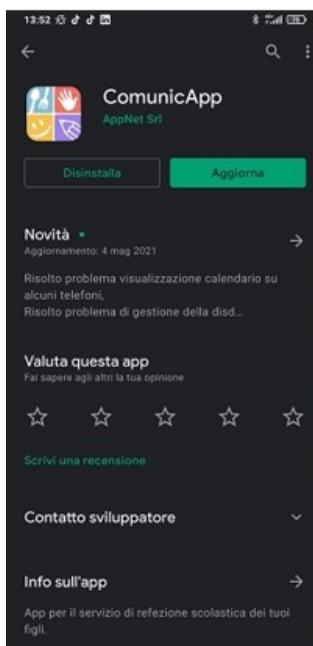 13:52
ComunicApp
AppNet Srl
Disinstalla
Aggiorna
Novità
Aggiornamento: 4 mag 2021
Risolto problema visualizzazione calendario su
alcuni telefoni,
Risolto problema di gestione della disd...
Valuta questa app
Fai sapere agli altri la tua opinione
Scrivi una recensione
Contatto sviluppatore
Info sull'app
App per il servizio di refezione scolastica dei tuoi
figli.